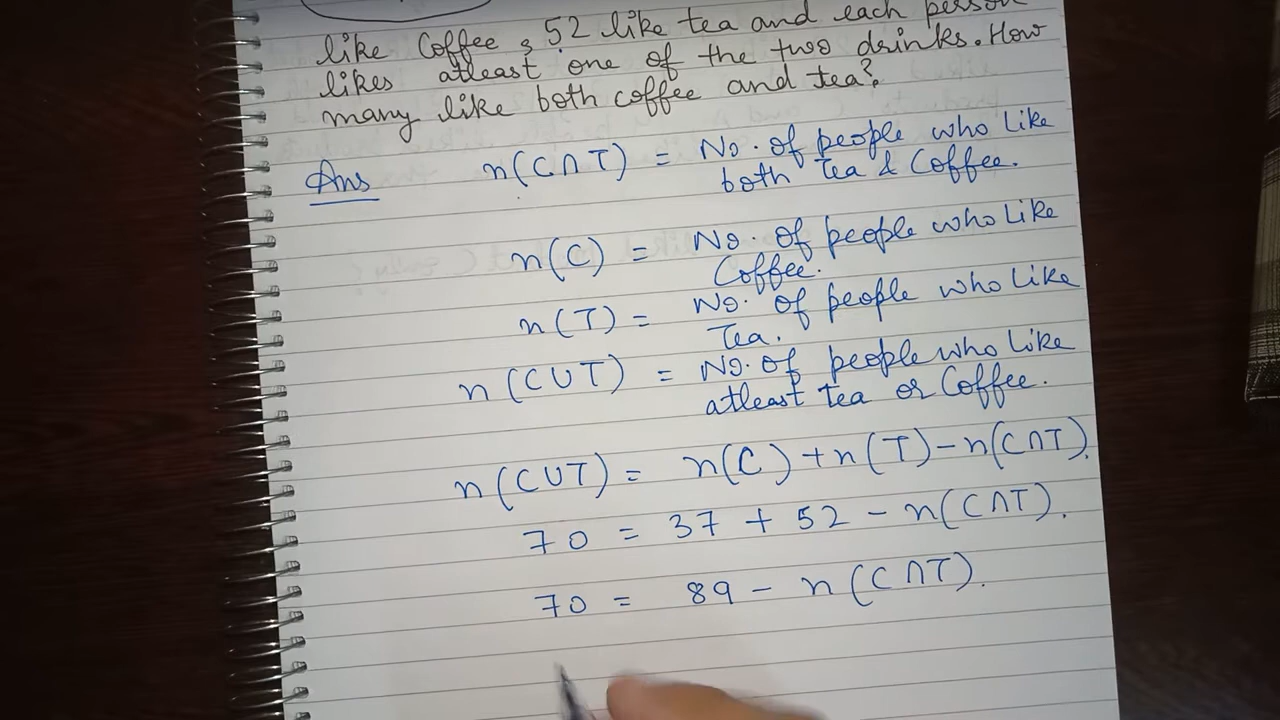 like Coffee, 52 like tea and each person
likes atleast one of the two drinks. How
many like both coffee and tea?
Ans n(C∩T) = No. of people who like
both Tea & Coffee.
n(C) = No. of people who like
Coffee.
n(T) = No. of people who like
Tea.
n(C∪T) = No. of people who like
atleast tea or Coffee.
n(C∪T) = n(C) + n(T) - n(C∩T).
70 = 37 + 52 - n(C∩T).
70 = 89 - n(C∩T).